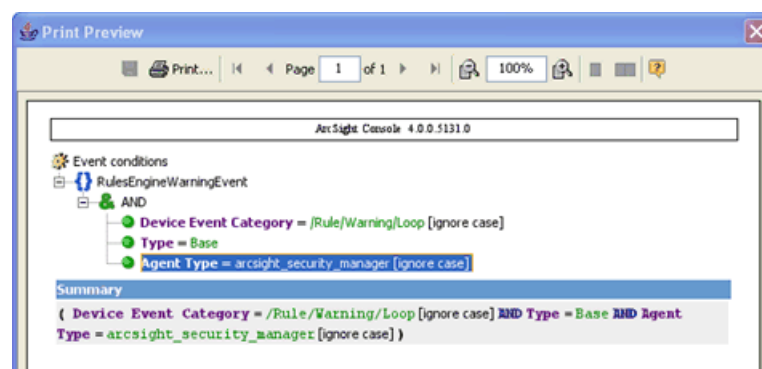 Print Preview
Print... Page 1 of 1 100%
ArcSight Console 4.0.0.5131.0
Event conditions
RulesEngineWarningEvent
AND
Device Event Category = /Rule/Warning/Loop [ignore case]
Type = Base
Agent Type = arcsight_security_manager [ignore case]
Summary
( Device Event Category = /Rule/Warning/Loop [ignore case] AND Type = Base AND Agent
Type = arcsight_security_manager [ignore case] )